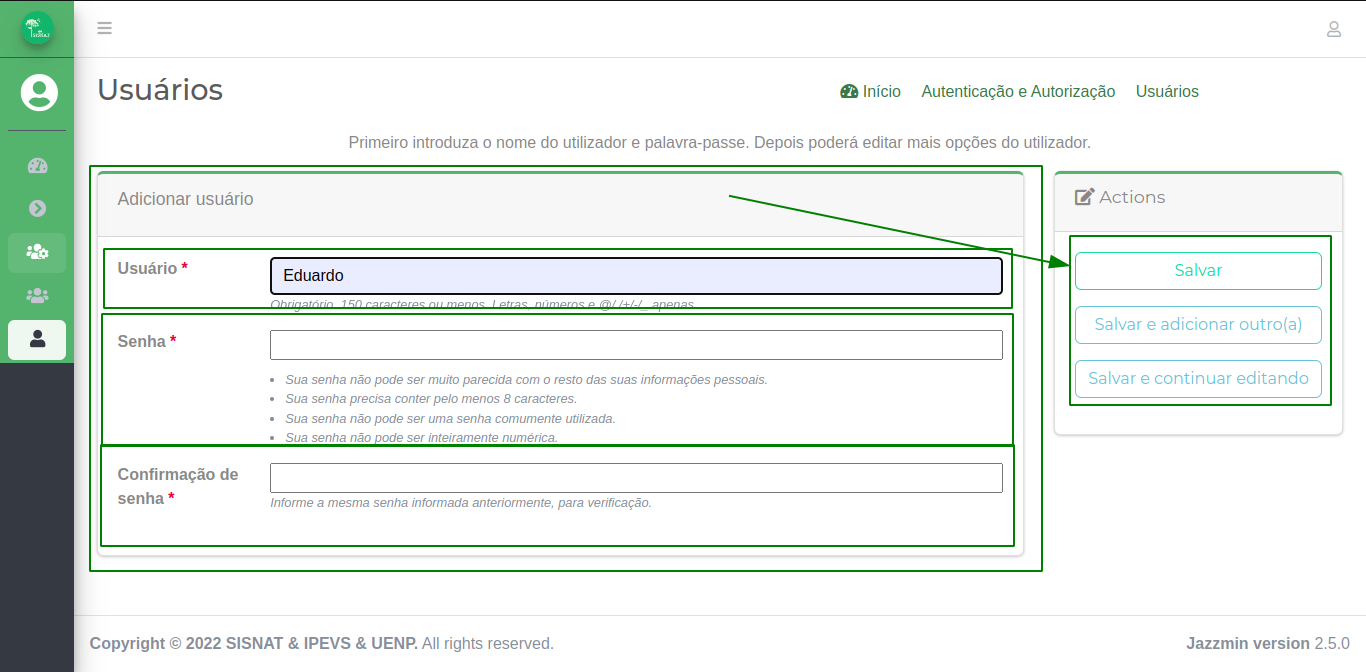 SISNAT
Usuários
Início Autenticação e Autorização Usuários
Primeiro introduza o nome do utilizador e palavra-passe. Depois poderá editar mais opções do utilizador.
Adicionar usuário
Actions
Usuário *
Eduardo
Obrigatório. 150 caracteres ou menos. Letras, números e @/./+/-/_ apenas.
Salvar
Senha *
Salvar e adicionar outro(a)
Sua senha não pode ser muito parecida com o resto das suas informações pessoais.
Salvar e continuar editando
Sua senha precisa conter pelo menos 8 caracteres.
Sua senha não pode ser uma senha comumente utilizada.
Sua senha não pode ser inteiramente numérica.
Confirmação de
senha *
Informe a mesma senha informada anteriormente, para verificação.
Copyright © 2022 SISNAT & IPEVS & UENP. All rights reserved.
Jazzmin version 2.5.0